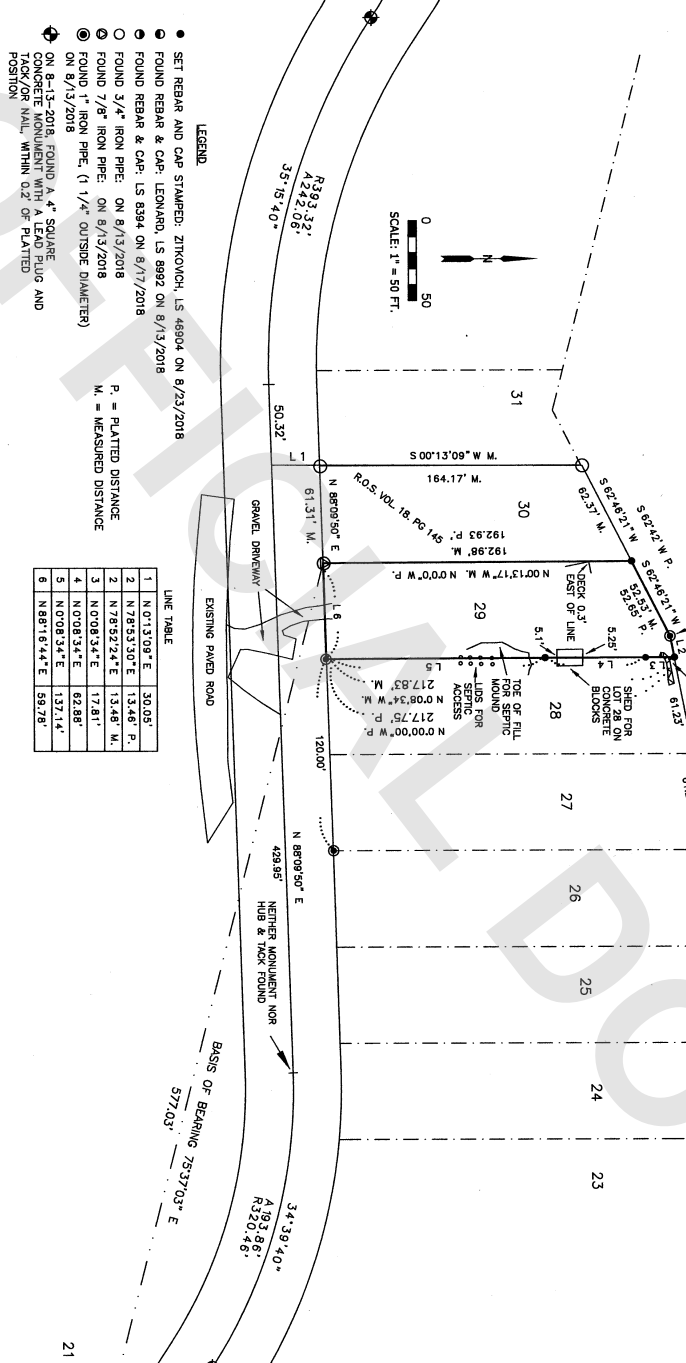 R393.32'
A242.06'
35°15'40"
0
50
SCALE: 1" = 50 FT.
N
31
30
29
28
27
26
25
24
23
21
S 62°42' W P.
S 62°46'21" W
62.37' M.
S 62°46'21" W
52.53' M.
52.65' P.
L 2
61.23'
S 00°13'09" W M.
164.17' M.
R.O.S. VOL. 18, PG 145
192.93 P.
192.98' M.
N 00°13'17" W M. N 0°0'0" W P.
DECK 0.3'
EAST OF LINE
5.1'
5.25'
L 4
L 3
L 5
SHED FOR
LOT 28 ON
CONCRETE
BLOCKS
TOE OF FILL
FOR SEPTIC
MOUND
LIDS FOR
SEPTIC
ACCESS
217.83' M.
N 0°08'34" W M.
217.75' P.
N 0°00'00" W P.
50.32'
L 1
N 88°09'50" E
61.31' M.
L 6
120.00'
GRAVEL DRIVEWAY
EXISTING PAVED ROAD
N 88°09'50" E
429.95'
NEITHER MONUMENT NOR
HUB & TACK FOUND
BASIS OF BEARING 75°37'03" E
577.03'
34°39'40"
A193.86'
R320.46'
LEGEND
SET REBAR AND CAP STAMPED: ZITKOVICH, LS 46904 ON 8/23/2018
FOUND REBAR & CAP: LEONARD, LS 8992 ON 8/13/2018
FOUND REBAR & CAP: LS 8394 ON 8/17/2018
FOUND 3/4" IRON PIPE: ON 8/13/2018
FOUND 7/8" IRON PIPE: ON 8/13/2018
FOUND 1" IRON PIPE, (1 1/4" OUTSIDE DIAMETER)
ON 8/13/2018
ON 8-13-2018, FOUND A 4" SQUARE
CONCRETE MONUMENT WITH A LEAD PLUG AND
TACK/OR NAIL, WITHIN 0.2' OF PLATTED
POSITION
P. = PLATTED DISTANCE
M. = MEASURED DISTANCE
LINE TABLE
1 N 0°13'09" E 30.05'
2 N 78°53'30" E 13.46' P.
2 N 78°52'24" E 13.48' M.
3 N 0°08'34" E 17.81'
4 N 0°08'34" E 62.88'
5 N 0°08'34" E 137.14'
6 N 88°16'44" E 59.78'